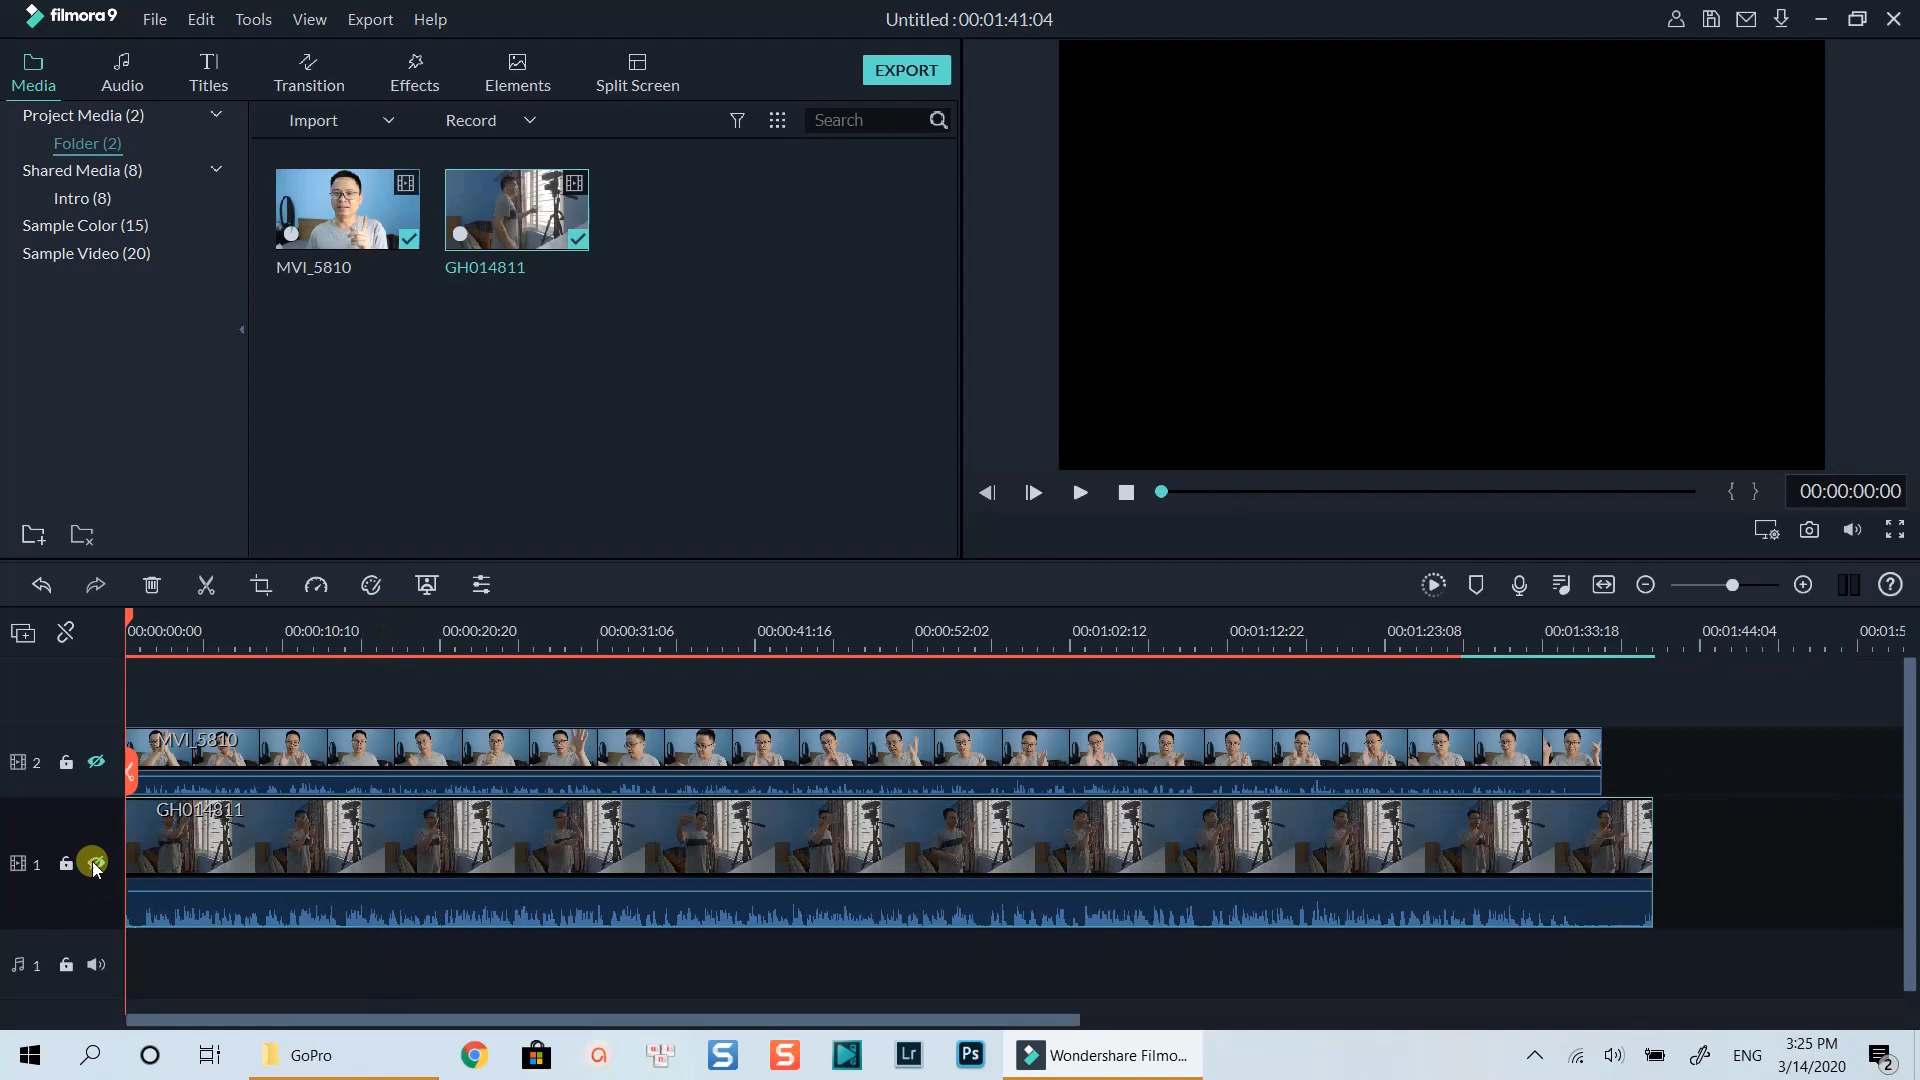 filmora9 File Edit Tools View Export Help Untitled : 00:01:41:04
Media Audio Titles Transition Effects Elements Split Screen EXPORT
Project Media (2)
Folder (2)
Shared Media (8)
Intro (8)
Sample Color (15)
Sample Video (20)
Import Record Search
MVI_5810 GH014811
00:00:00:00
00:00:00:00 00:00:10:10 00:00:20:20 00:00:31:06 00:00:41:16 00:00:52:02 00:01:02:12 00:01:12:22 00:01:23:08 00:01:33:18 00:01:44:04 00:01:5
MVI_5810
2
GH014811
1
1
GoPro Lr Ps Wondershare Filmo... ENG 3:25 PM
3/14/2020 2